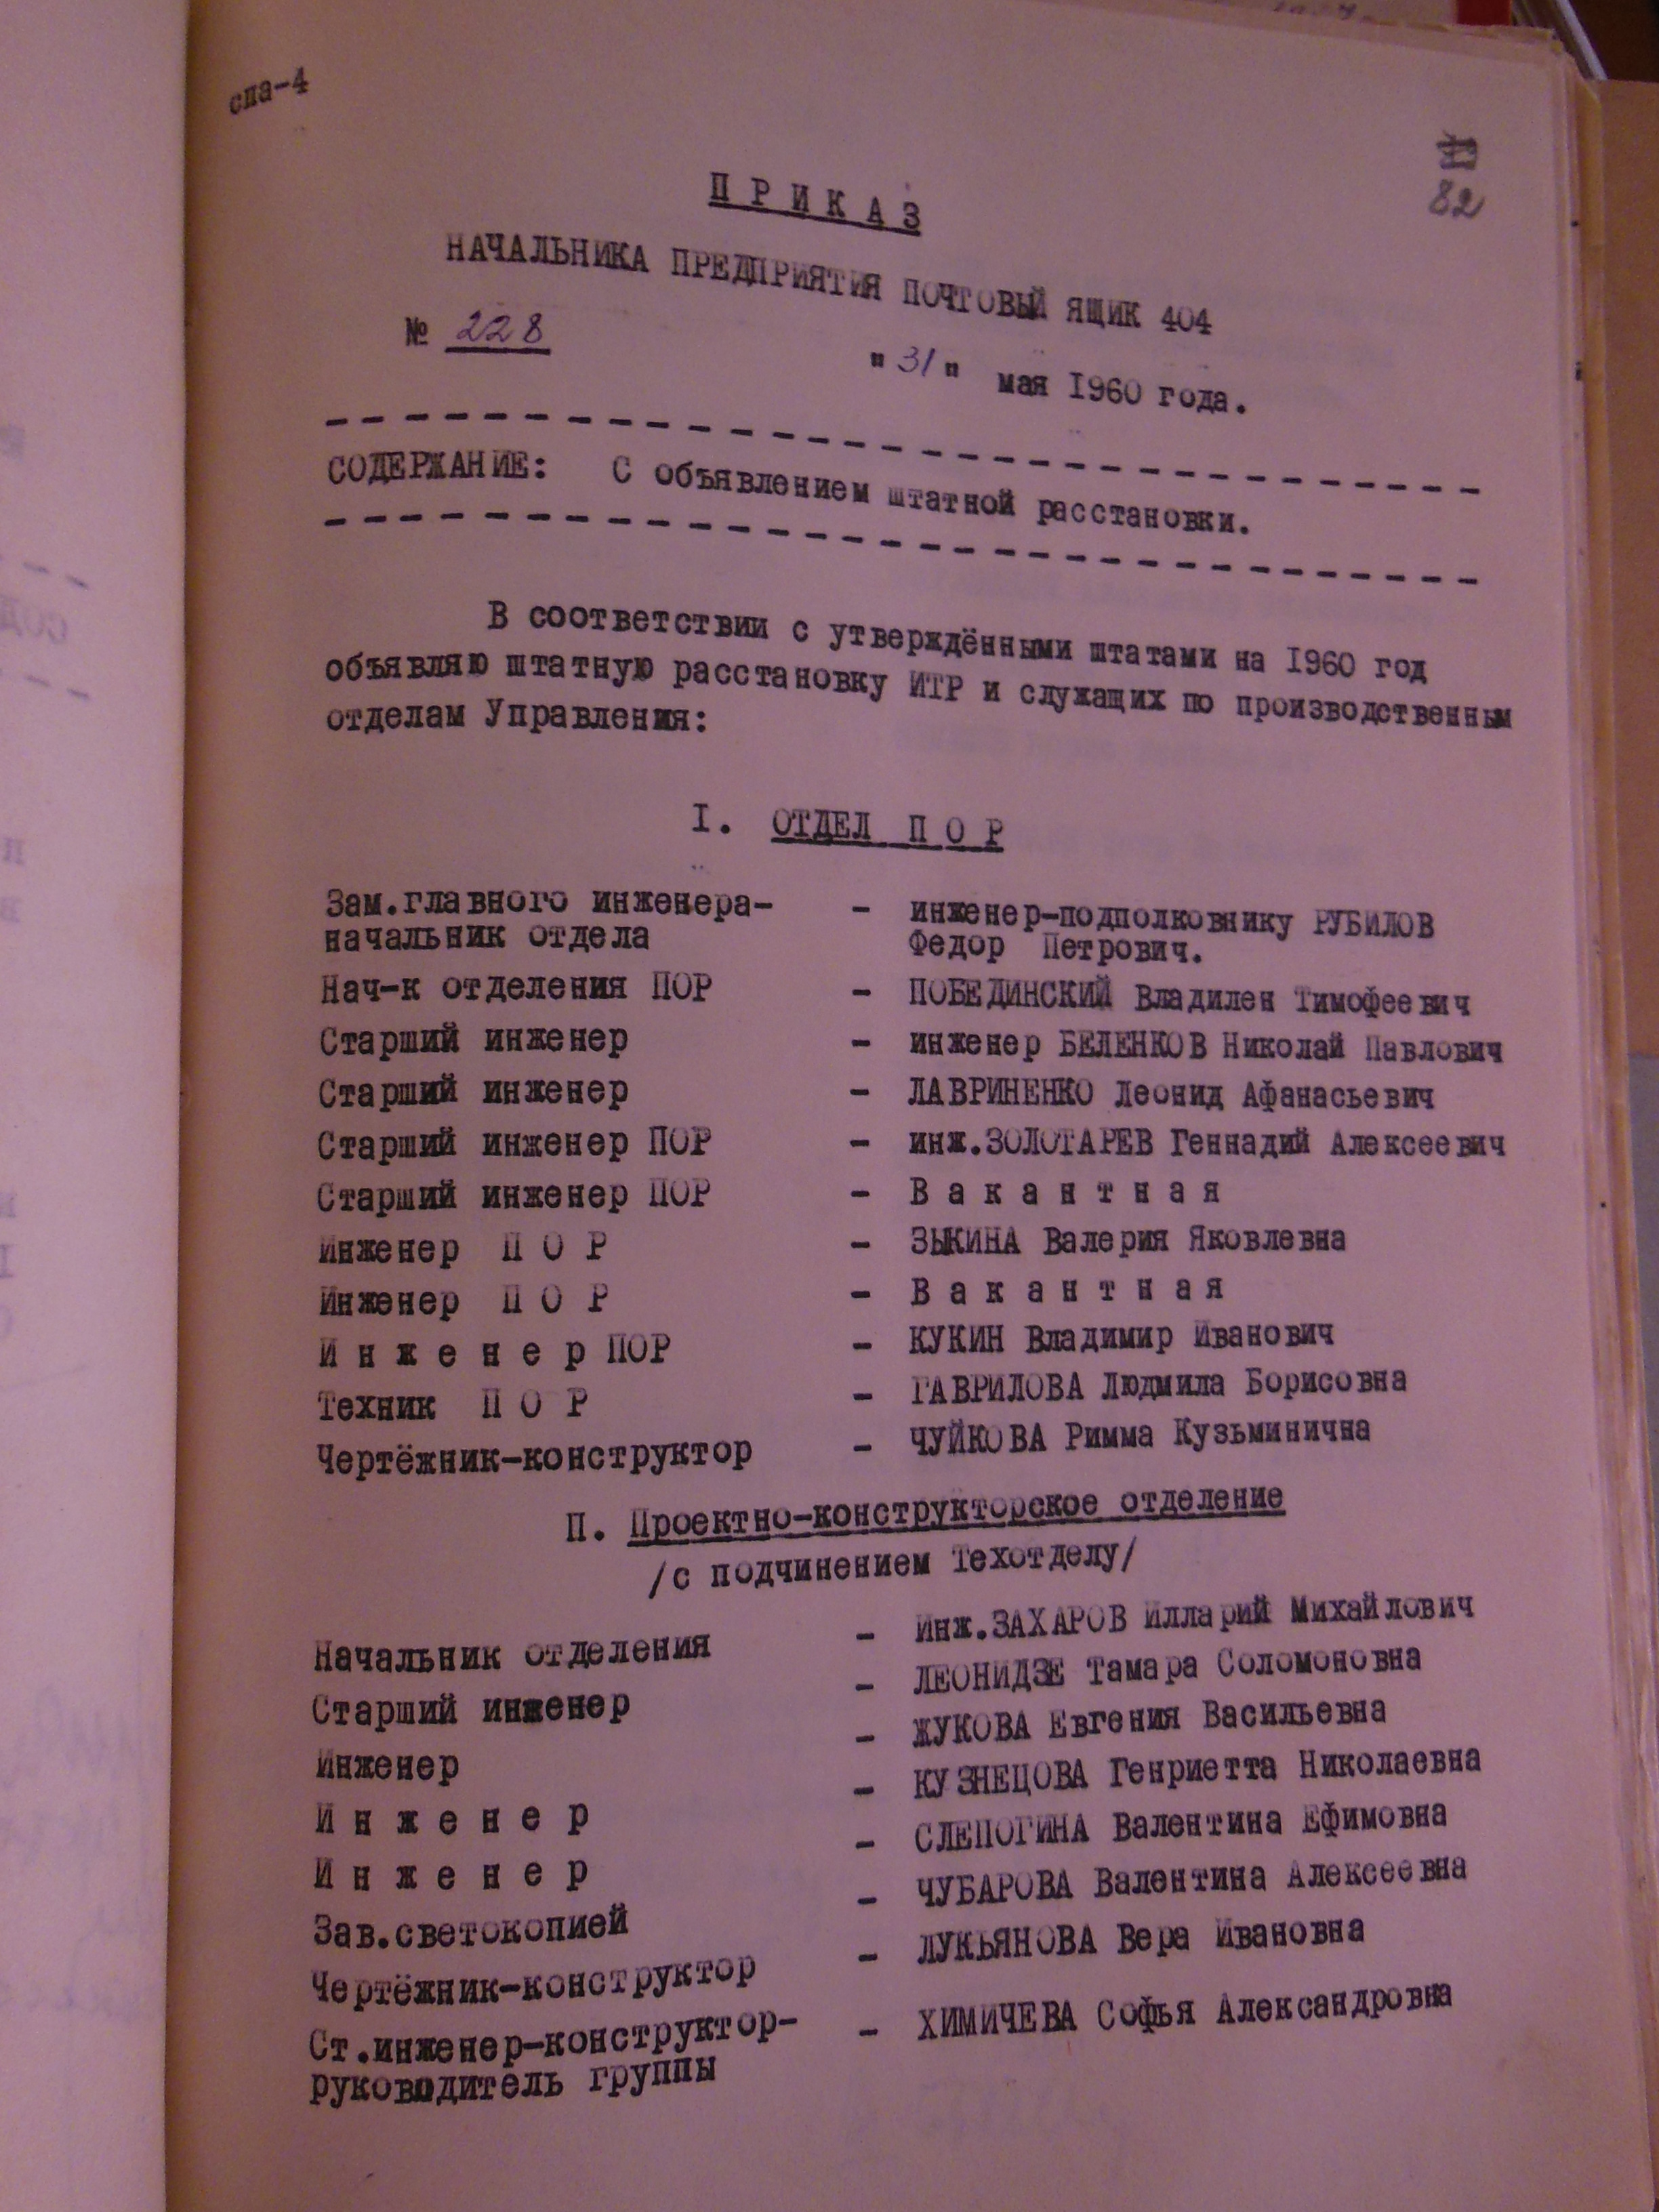 спа-4
82
П Р И К А З
НАЧАЛЬНИКА ПРЕДПРИЯТИЯ ПОЧТОВЫЙ ЯЩИК 404
№ 228
"31" мая I960 года.
СОДЕРЖАНИЕ: С объявлением штатной расстановки.
В соответствии с утверждёнными штатами на I960 год
объявляю штатную расстановку ИТР и служащих по производственным
отделам Управления:
I. ОТДЕЛ П О Р
Зам.главного инженера- - инженер-подполковнику РУБИЛОВ
начальник отдела Федор Петрович.
Нач-к отделения ПОР - ПОБЕДИНСКИЙ Владилен Тимофеевич
Старший инженер - инженер БЕЛЕНКОВ Николай Павлович
Старший инженер - ЛАВРИНЕНКО Леонид Афанасьевич
Старший инженер ПОР - инж.ЗОЛОТАРЕВ Геннадий Алексеевич
Старший инженер ПОР - В а к а н т н а я
Инженер П О Р - ЗЫКИНА Валерия Яковлевна
Инженер П О Р - В а к а н т н а я
И н ж е н е р ПОР - КУКИН Владимир Иванович
Техник П О Р - ГАВРИЛОВА Людмила Борисовна
Чертёжник-конструктор - ЧУЙКОВА Римма Кузьминична
П. Проектно-конструкторское отделение
/с подчинением Техотделу/
Начальник отделения - Инж.ЗАХАРОВ Илларий Михайлович
Старший инженер - ЛЕОНИДЗЕ Тамара Соломоновна
Инженер - ЖУКОВА Евгения Васильевна
И н ж е н е р - КУЗНЕЦОВА Генриетта Николаевна
И н ж е н е р - СЛЕПОГИНА Валентина Ефимовна
Зав.светокопией - ЧУБАРОВА Валентина Алексеевна
Чертёжник-конструктор - ЛУКЬЯНОВА Вера Ивановна
Ст.инженер-конструктор- - ХИМИЧЕВА Софья Александровна
руководитель группы